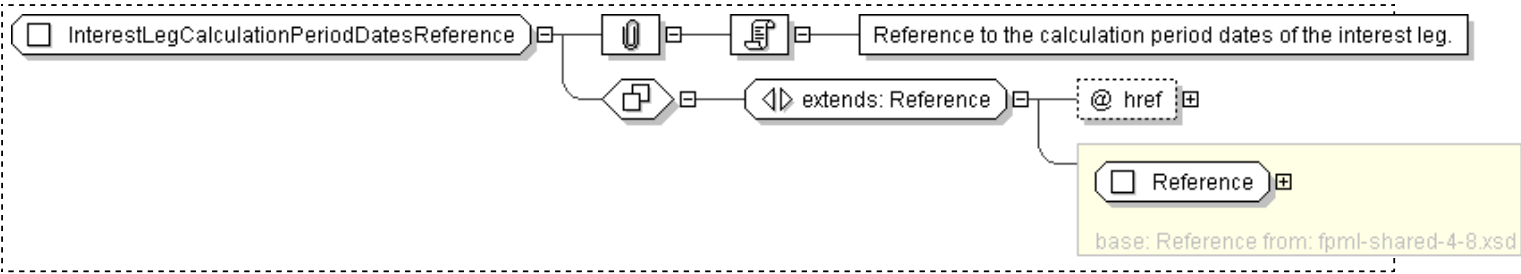 InterestLegCalculationPeriodDatesReference
Reference to the calculation period dates of the interest leg.
extends: Reference
@ href
Reference
base: Reference from: fpml-shared-4-8.xsd